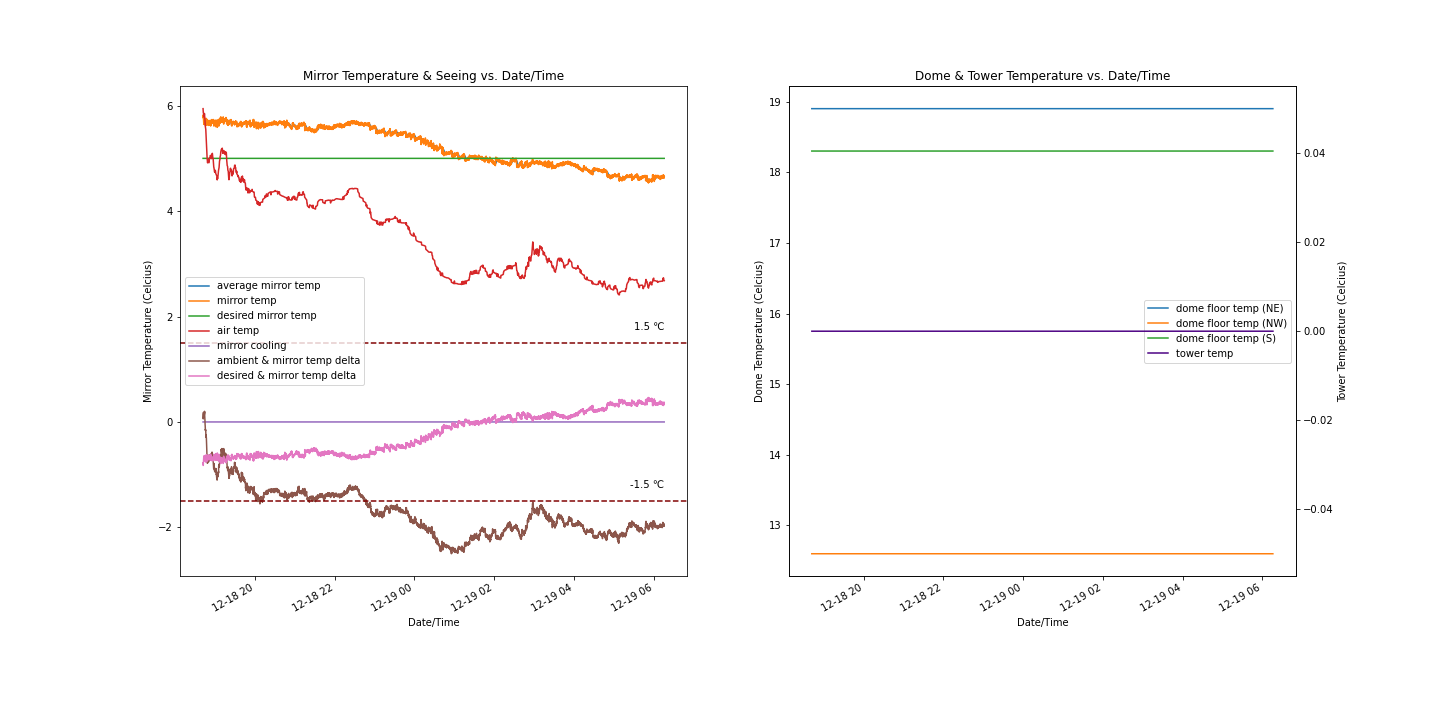 Mirror Temperature & Seeing vs. Date/Time
Mirror Temperature (Celcius)
6
4
2
0
−2
average mirror temp
mirror temp
desired mirror temp
air temp
mirror cooling
ambient & mirror temp delta
desired & mirror temp delta
1.5 °C
-1.5 °C
12-18 20
12-18 22
12-19 00
12-19 02
12-19 04
12-19 06
Date/Time
Dome & Tower Temperature vs. Date/Time
Dome Temperature (Celcius)
19
18
17
16
15
14
13
dome floor temp (NE)
dome floor temp (NW)
dome floor temp (S)
tower temp
0.04
0.02
0.00
−0.02
−0.04
Tower Temperature (Celcius)
12-18 20
12-18 22
12-19 00
12-19 02
12-19 04
12-19 06
Date/Time